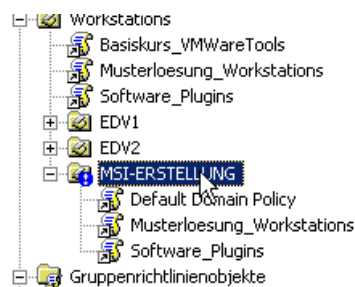 Workstations
Basiskurs_VMWareTools
Musterloesung_Workstations
Software_Plugins
EDV1
EDV2
MSI-ERSTELLUNG
Default Domain Policy
Musterloesung_Workstations
Software_Plugins
Gruppenrichtlinienobjekte